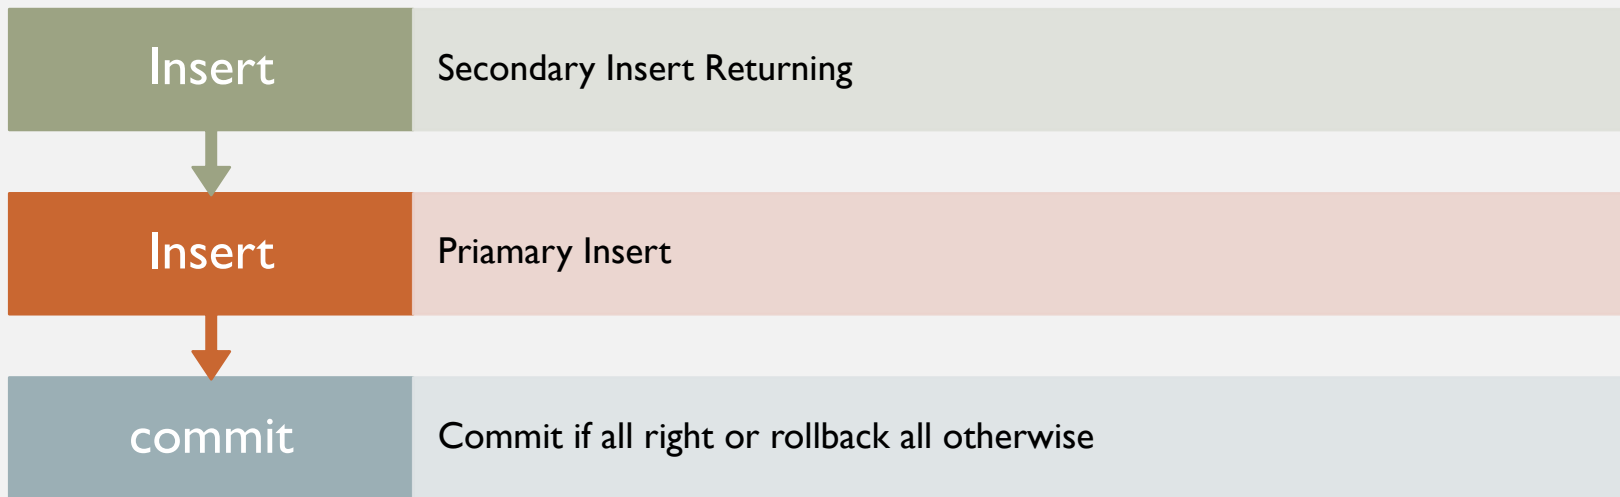 Insert
Secondary Insert Returning
Insert
Priamary Insert
commit
Commit if all right or rollback all otherwise